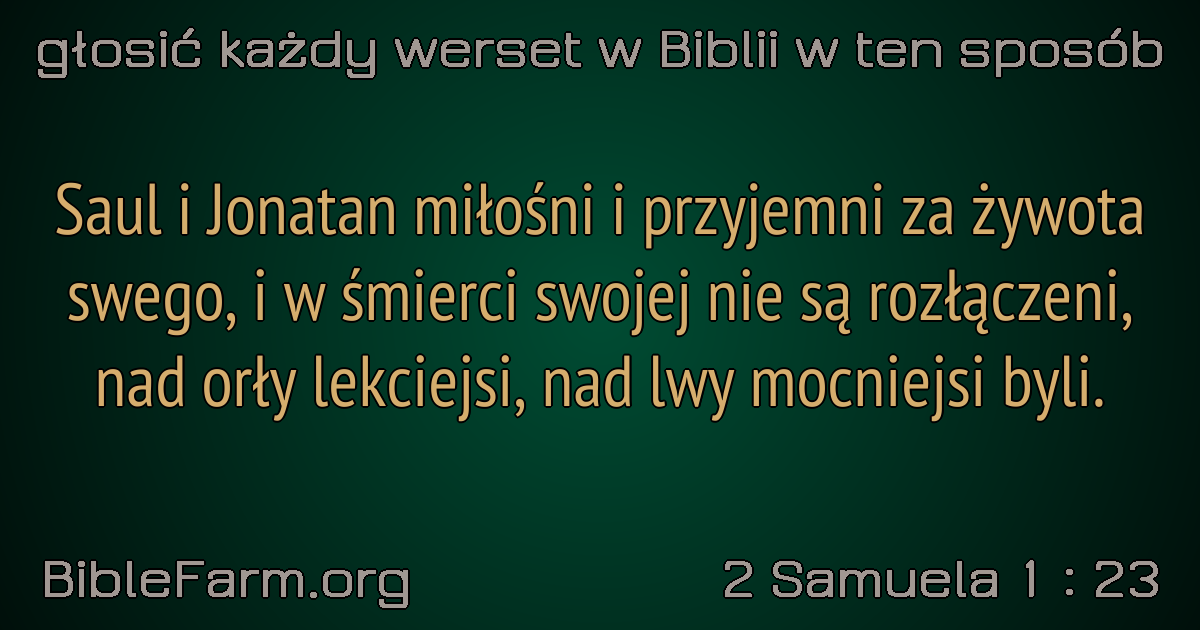 głosić każdy werset w Biblii w ten sposób
Saul i Jonatan miłośni i przyjemni za żywota
swego, i w śmierci swojej nie są rozłączeni,
nad orły lekciejsi, nad lwy mocniejsi byli.
BibleFarm.org
2 Samuela 1 : 23